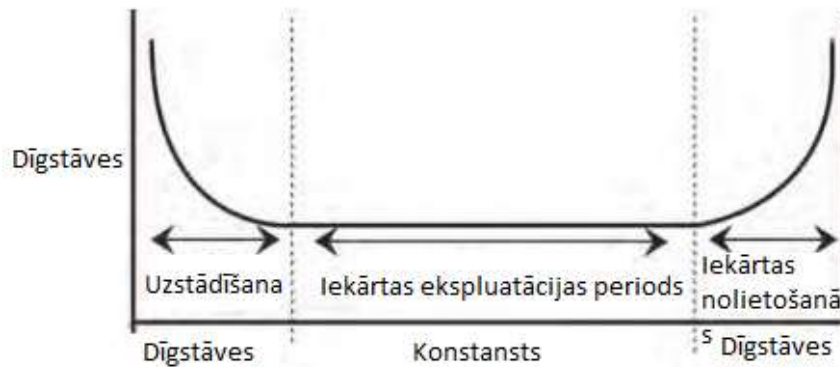 Dīgstāves
Uzstādīšana
Iekārtas ekspluatācijas periods
Iekārtas
nolietošanā
s
Dīgstāves
Konstansts
Dīgstāves